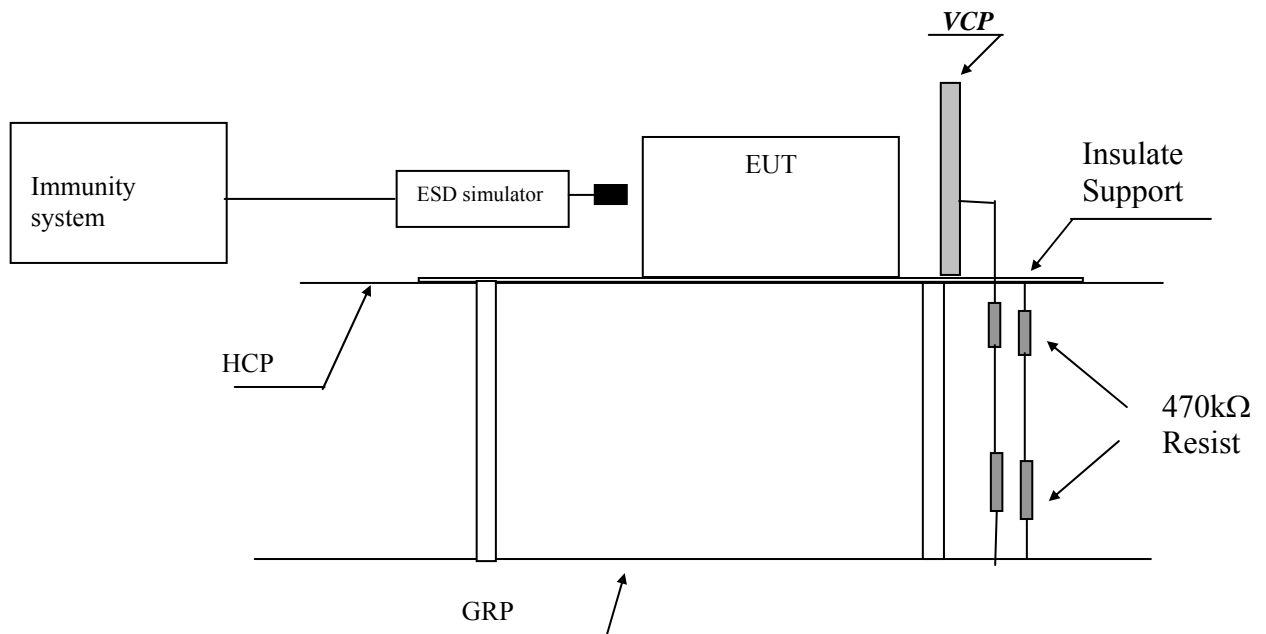 VCP
Immunity
system
ESD simulator
EUT
Insulate
Support
HCP
470kΩ
Resist
GRP